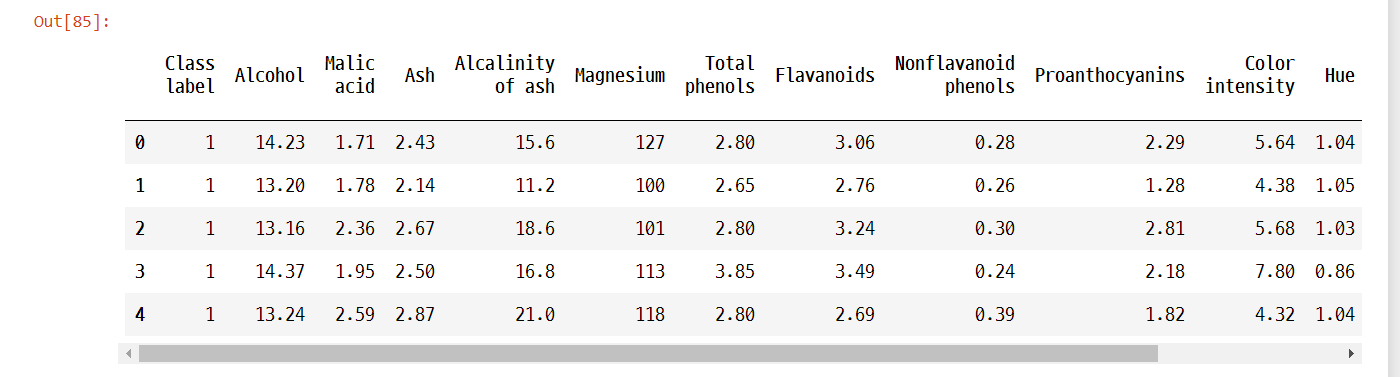 Out[85]:
Class label Alcohol Malic acid Ash Alcalinity of ash Magnesium Total phenols Flavanoids Nonflavanoid phenols Proanthocyanins Color intensity Hue
0 1 14.23 1.71 2.43 15.6 127 2.80 3.06 0.28 2.29 5.64 1.04
1 1 13.20 1.78 2.14 11.2 100 2.65 2.76 0.26 1.28 4.38 1.05
2 1 13.16 2.36 2.67 18.6 101 2.80 3.24 0.30 2.81 5.68 1.03
3 1 14.37 1.95 2.50 16.8 113 3.85 3.49 0.24 2.18 7.80 0.86
4 1 13.24 2.59 2.87 21.0 118 2.80 2.69 0.39 1.82 4.32 1.04